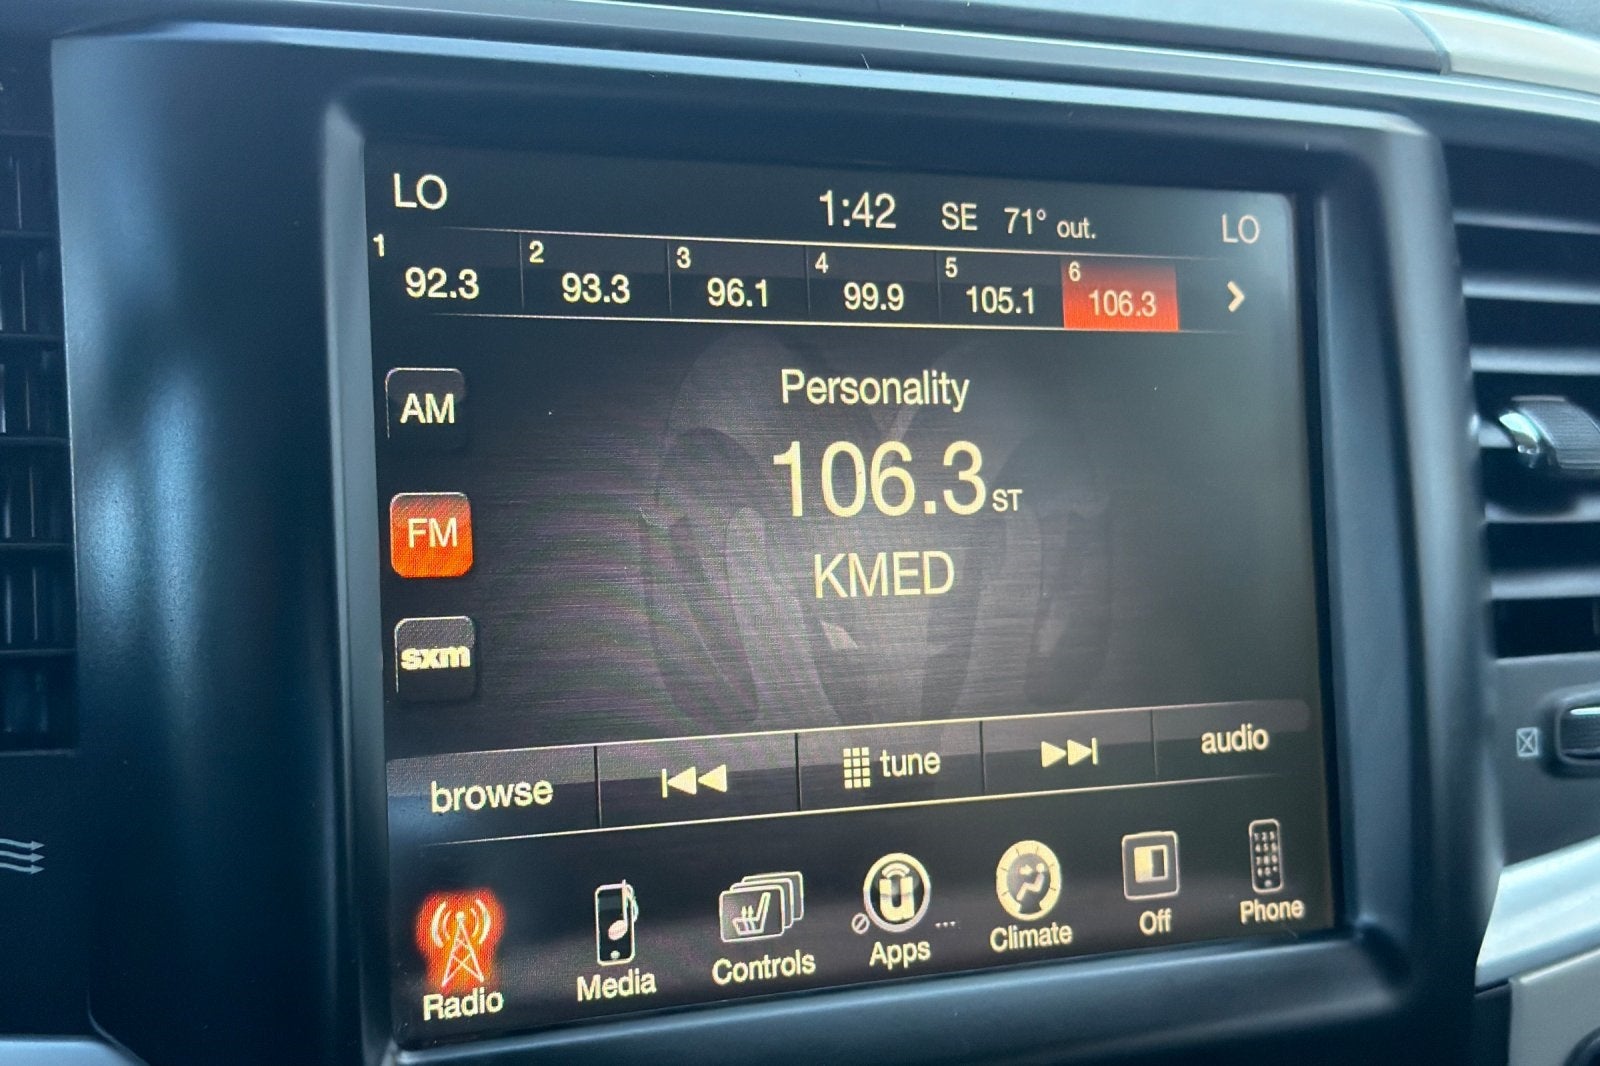 LO 1:42 SE 71° out. LO
1 92.3 2 93.3 3 96.1 4 99.9 5 105.1 6 106.3
Personality
AM
106.3 ST
FM
KMED
sxm
browse tune audio
Radio Media Controls Apps ... Climate Off Phone